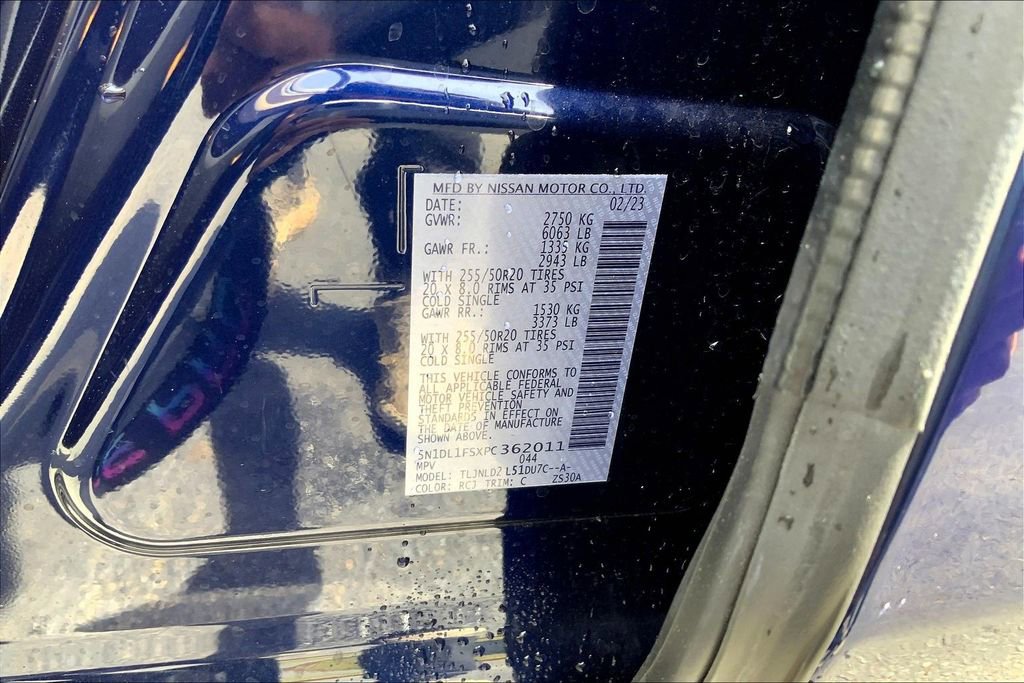 MFD BY NISSAN MOTOR CO., LTD.
DATE: 02/23
GVWR: 2750 KG
6063 LB
GAWR FR.: 1335 KG
2943 LB
WITH 255/50R20 TIRES
20 X 8.0 RIMS AT 35 PSI
COLD SINGLE
GAWR RR.: 1530 KG
3373 LB
WITH 255/50R20 TIRES
20 X 8.0 RIMS AT 35 PSI
COLD SINGLE
THIS VEHICLE CONFORMS TO
ALL APPLICABLE FEDERAL
MOTOR VEHICLE SAFETY AND
THEFT PREVENTION
STANDARDS IN EFFECT ON
THE DATE OF MANUFACTURE
SHOWN ABOVE.
5N1DL1FSXPC362011
MPV 044
MODEL: TLJNLD2 L51DU7C--A-
COLOR: RCJ TRIM: C ZS30A